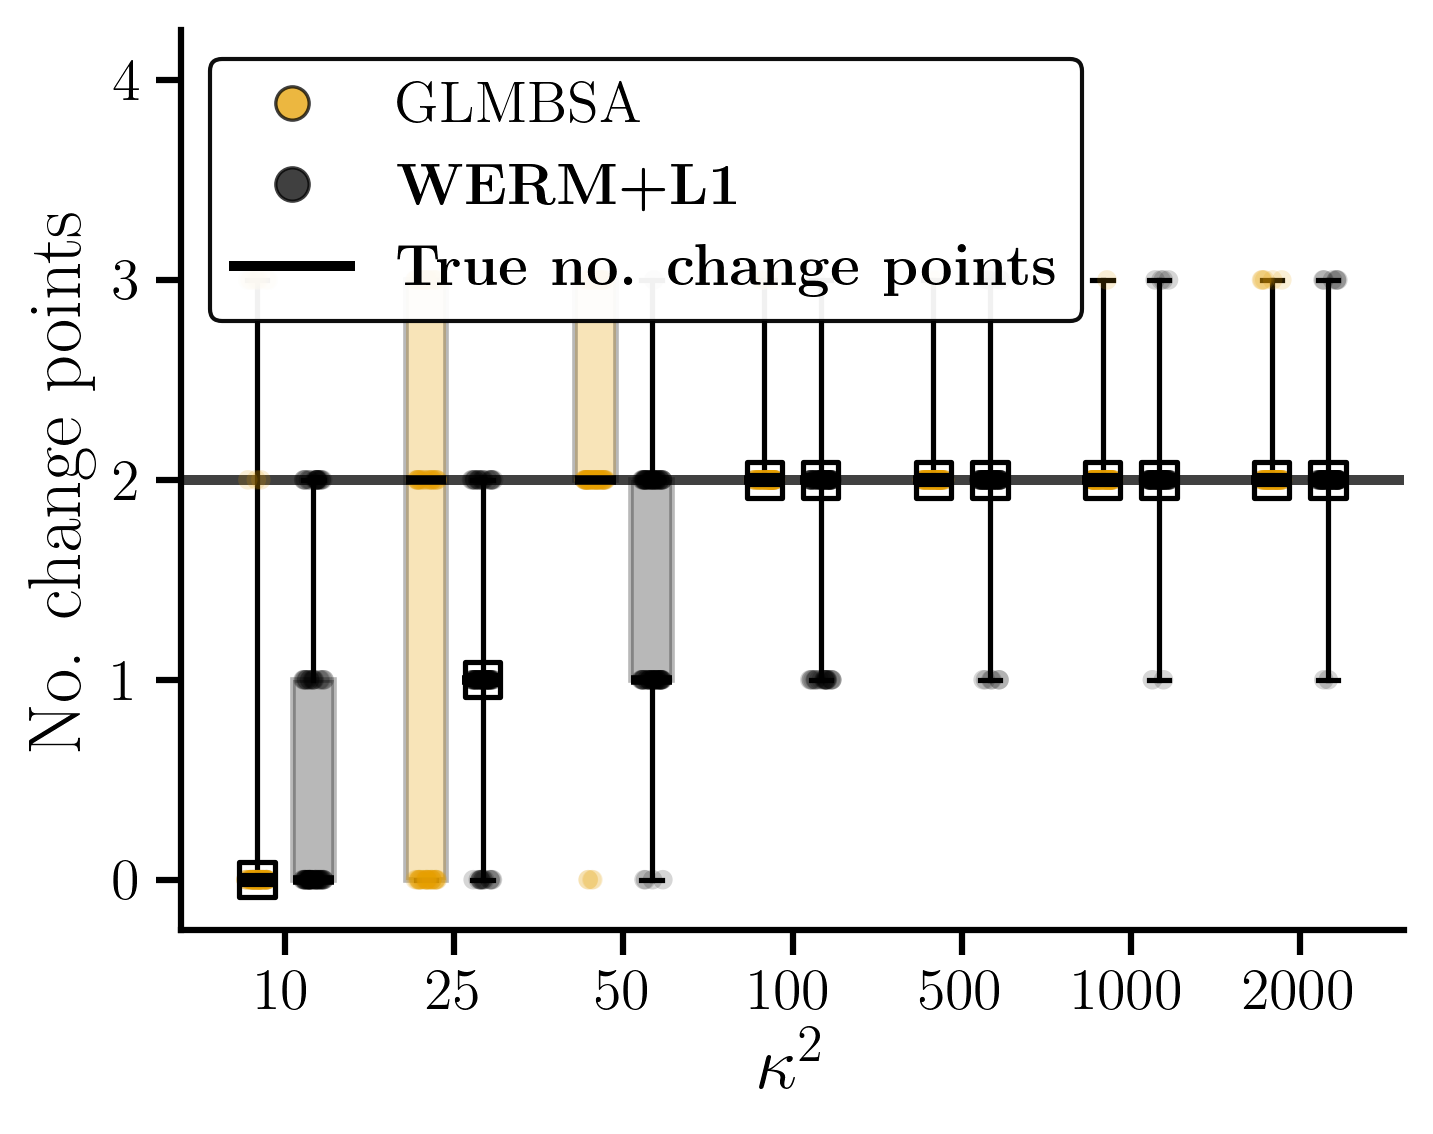 GLMBSA
WERM+L1
True no. change points
No. change points
4
3
2
1
0
10 25 50 100 500 1000 2000
κ²